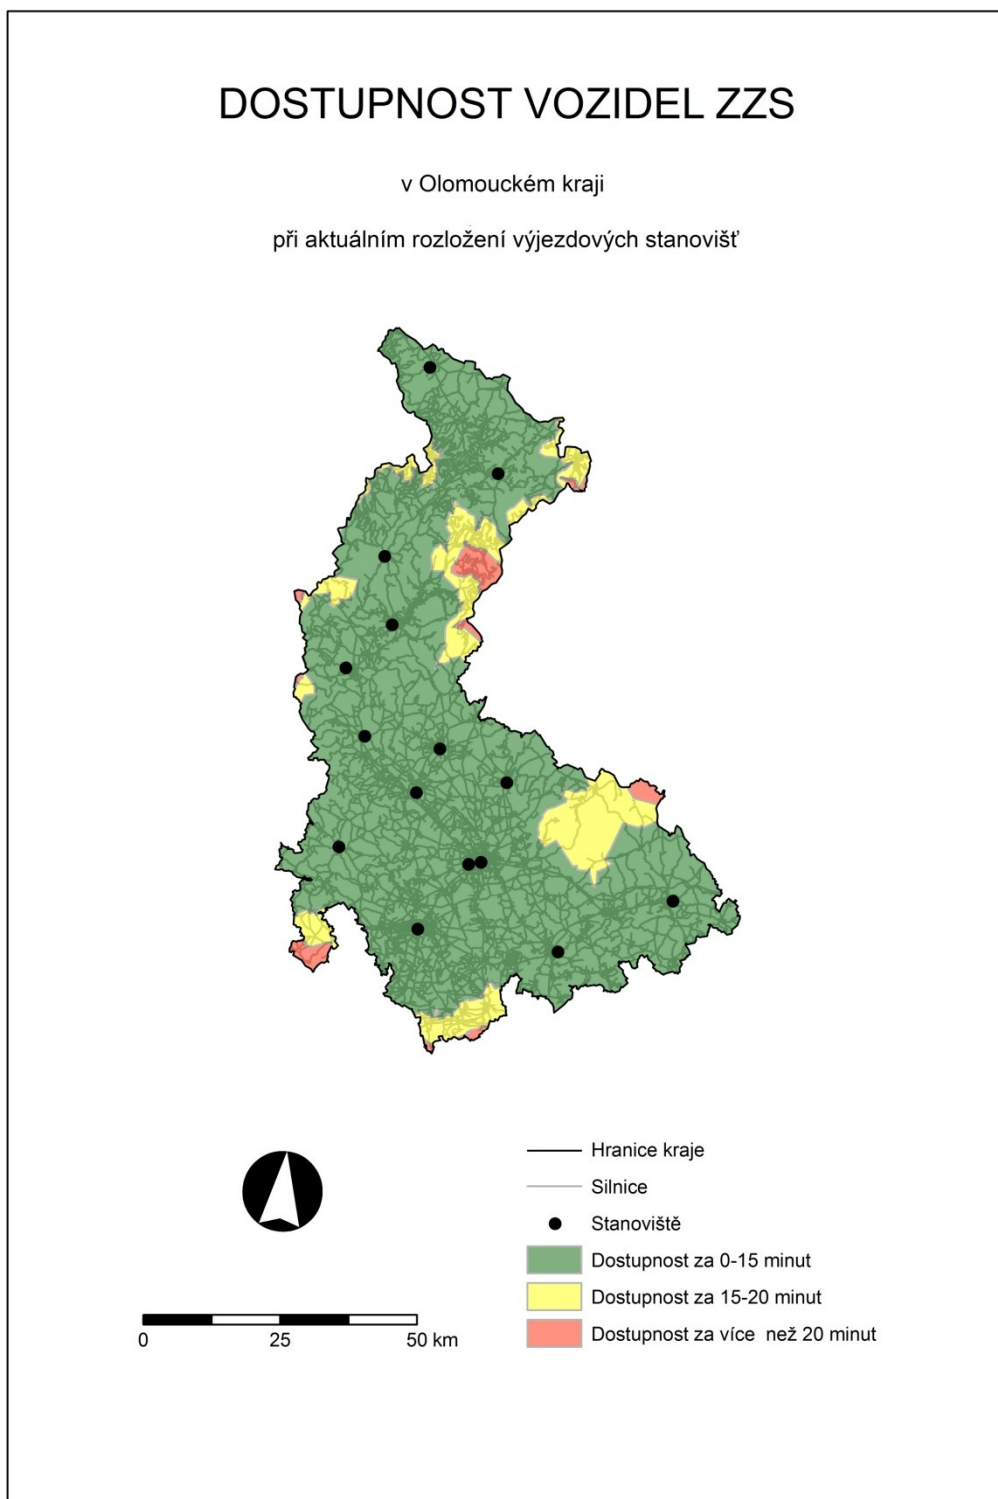 DOSTUPNOST VOZIDEL ZZS
v Olomouckém kraji
při aktuálním rozložení výjezdových stanovišť
Hranice kraje
Silnice
Stanoviště
Dostupnost za 0-15 minut
Dostupnost za 15-20 minut
Dostupnost za více  než 20 minut
0 25 50 km